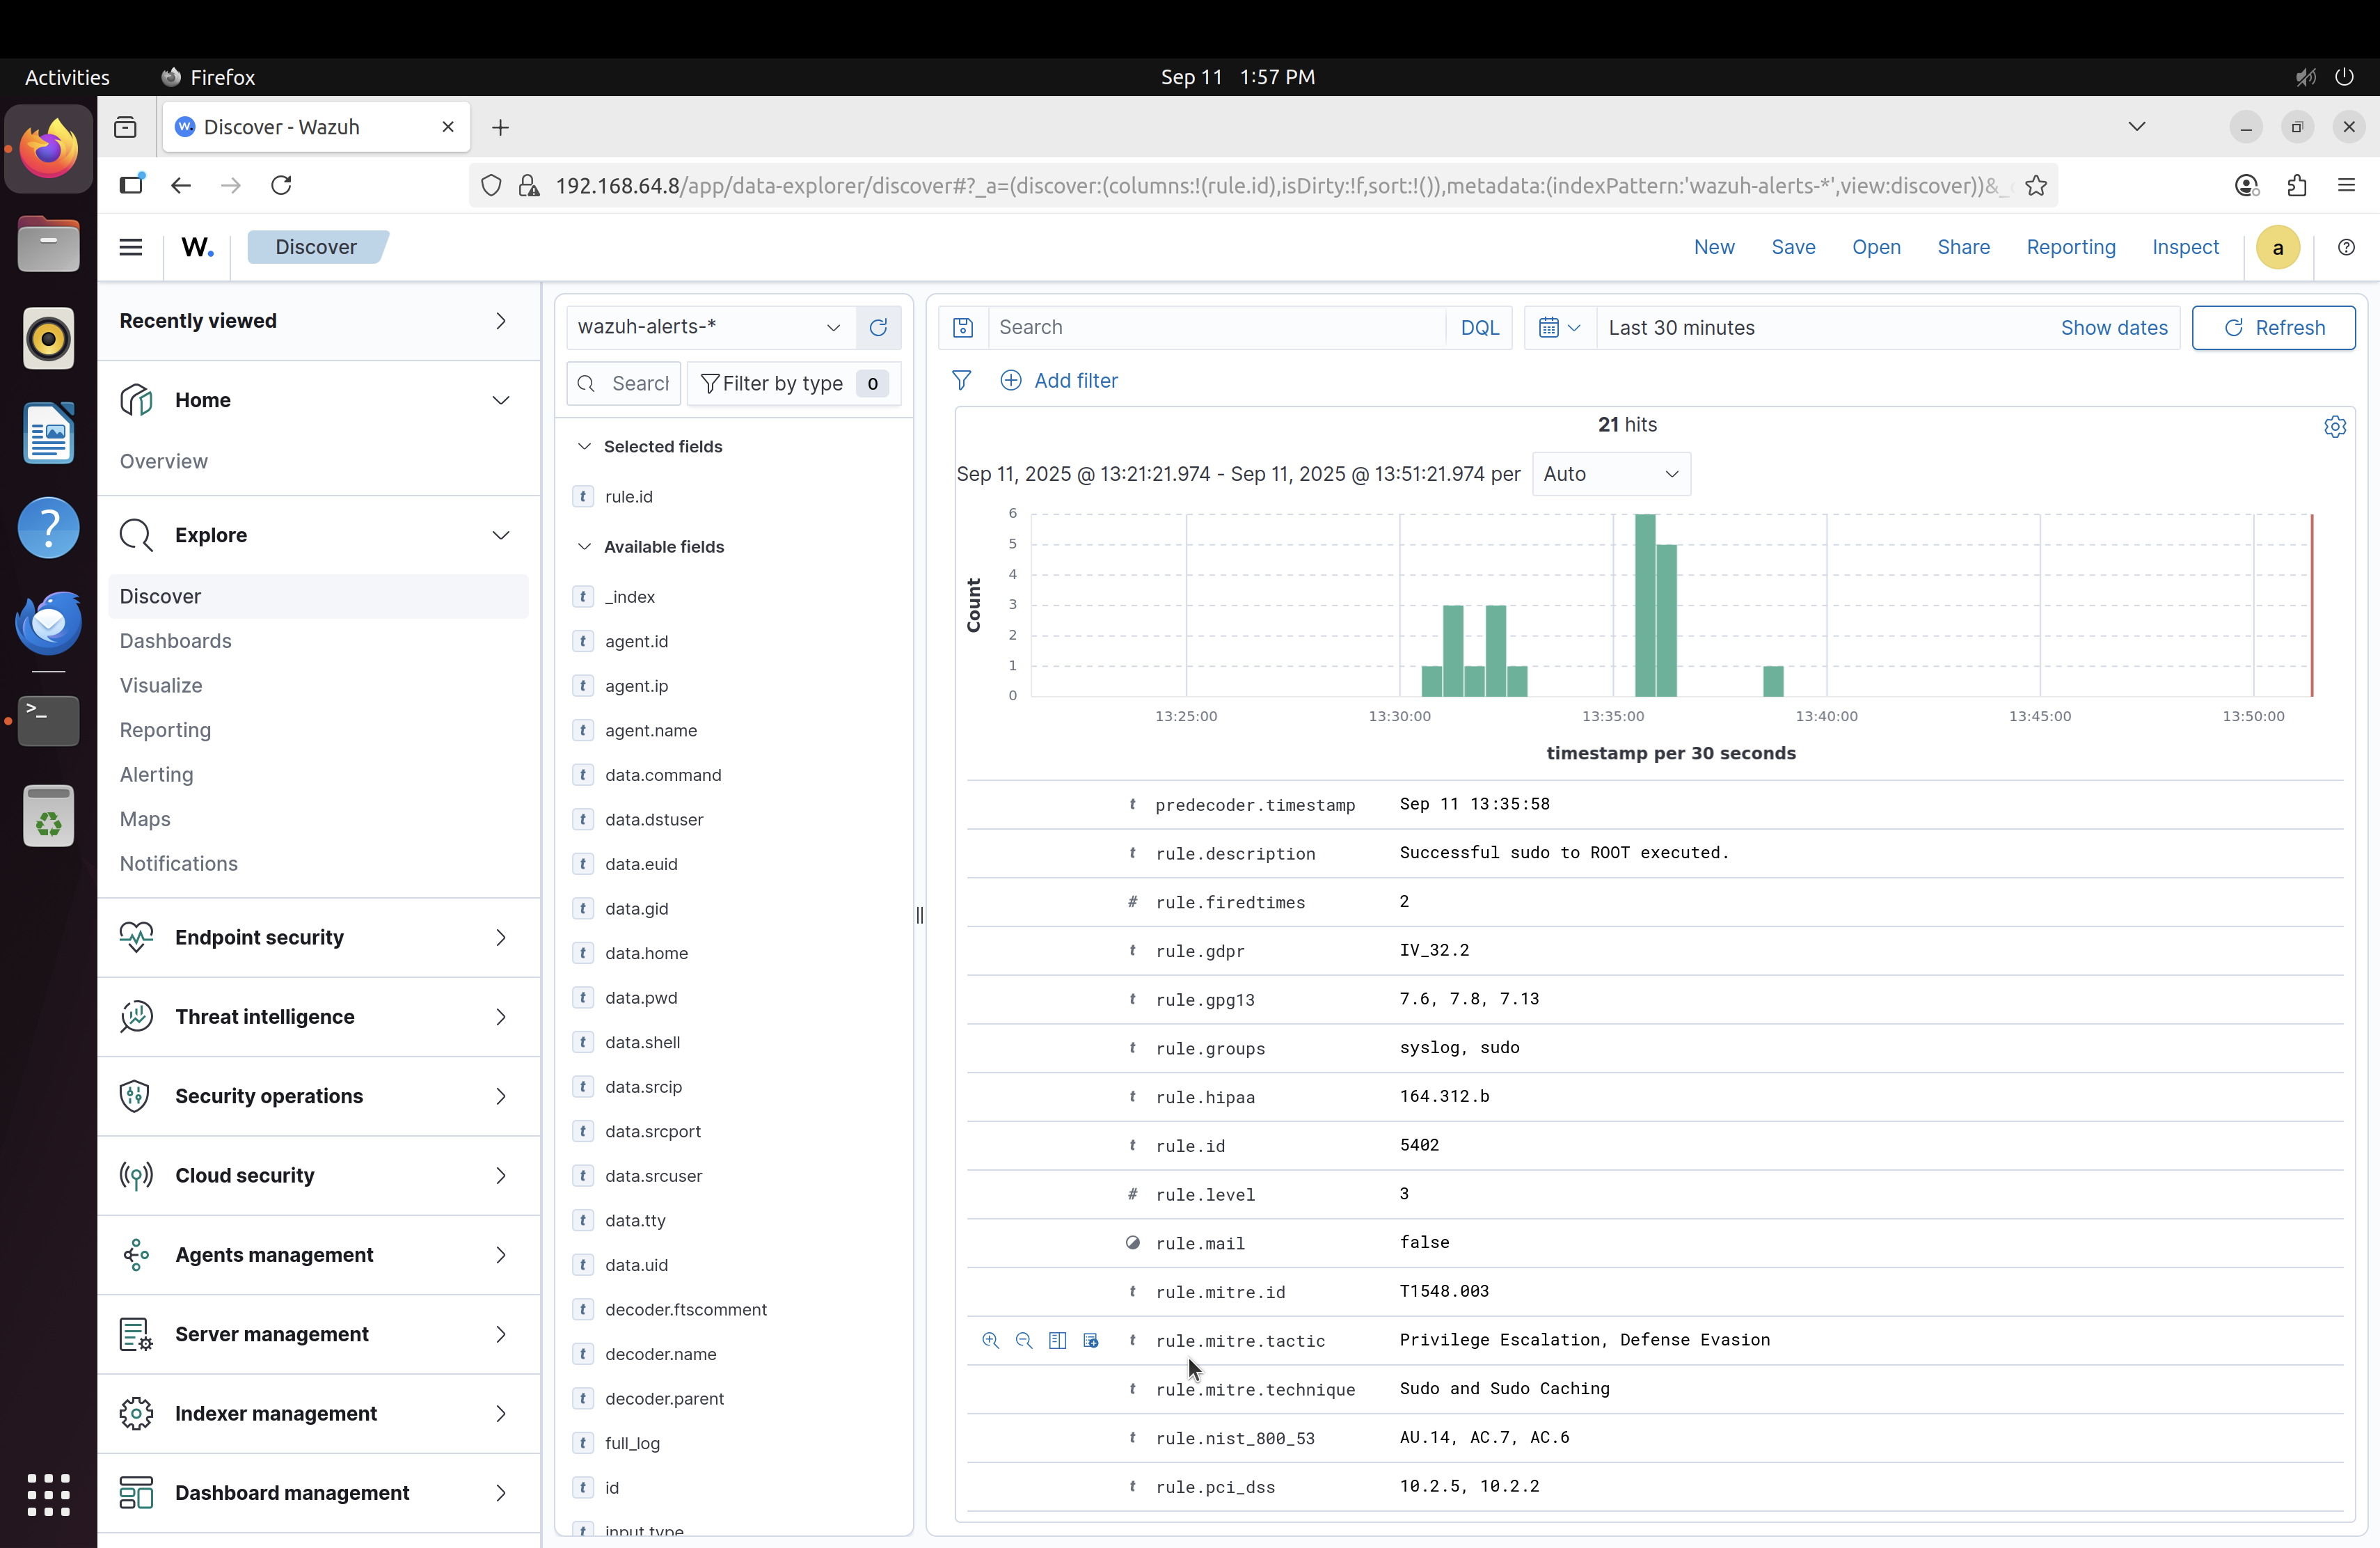 Activities Firefox Sep 11 1:57 PM
Discover - Wazuh
192.168.64.8/app/data-explorer/discover#?_a=(discover:(columns:!(rule.id),isDirty:!f,sort:!()),metadata:(indexPattern:'wazuh-alerts-*',view:discover))&_
W. Discover New Save Open Share Reporting Inspect a
Recently viewed
Home
Overview
Explore
Discover
Dashboards
Visualize
Reporting
Alerting
Maps
Notifications
Endpoint security
Threat intelligence
Security operations
Cloud security
Agents management
Server management
Indexer management
Dashboard management
wazuh-alerts-*
Search Filter by type 0
Selected fields
t rule.id
Available fields
t _index
t agent.id
t agent.ip
t agent.name
t data.command
t data.dstuser
t data.euid
t data.gid
t data.home
t data.pwd
t data.shell
t data.srcip
t data.srcport
t data.srcuser
t data.tty
t data.uid
t decoder.ftscomment
t decoder.name
t decoder.parent
t full_log
t id
t input.type
Search DQL Last 30 minutes Show dates Refresh
Add filter
21 hits
Sep 11, 2025 @ 13:21:21.974 - Sep 11, 2025 @ 13:51:21.974 per Auto
Count
6
5
4
3
2
1
0
13:25:00 13:30:00 13:35:00 13:40:00 13:45:00 13:50:00
timestamp per 30 seconds
t predecoder.timestamp Sep 11 13:35:58
t rule.description Successful sudo to ROOT executed.
# rule.firedtimes 2
t rule.gdpr IV_32.2
t rule.gpg13 7.6, 7.8, 7.13
t rule.groups syslog, sudo
t rule.hipaa 164.312.b
t rule.id 5402
# rule.level 3
rule.mail false
t rule.mitre.id T1548.003
t rule.mitre.tactic Privilege Escalation, Defense Evasion
t rule.mitre.technique Sudo and Sudo Caching
t rule.nist_800_53 AU.14, AC.7, AC.6
t rule.pci_dss 10.2.5, 10.2.2